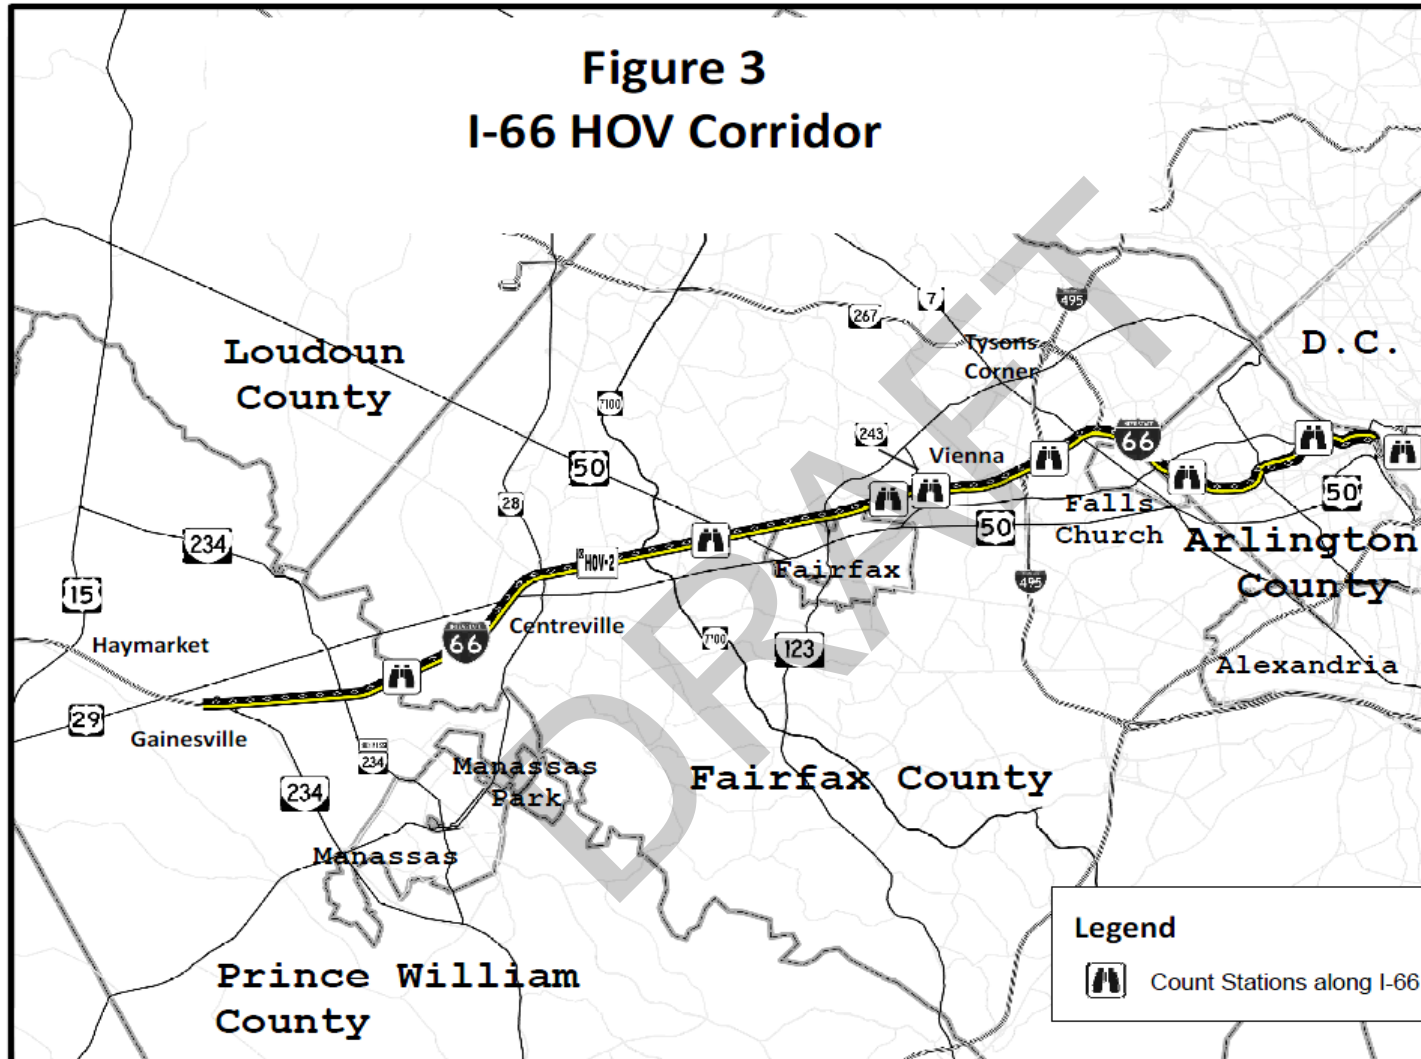 Figure 3
I-66 HOV Corridor
DRAFT
7
495
267
D.C.
Tysons
Corner
Loudoun
County
7100
243
66
Vienna
50
28
50
Falls
Church
50
234
Arlington
County
HOV-2
Fairfax
495
15
Centreville
66
7100
123
Haymarket
Alexandria
29
Gainesville
234
Manassas
Park
Fairfax County
234
Manassas
Legend
Count Stations along I-66
Prince William
County